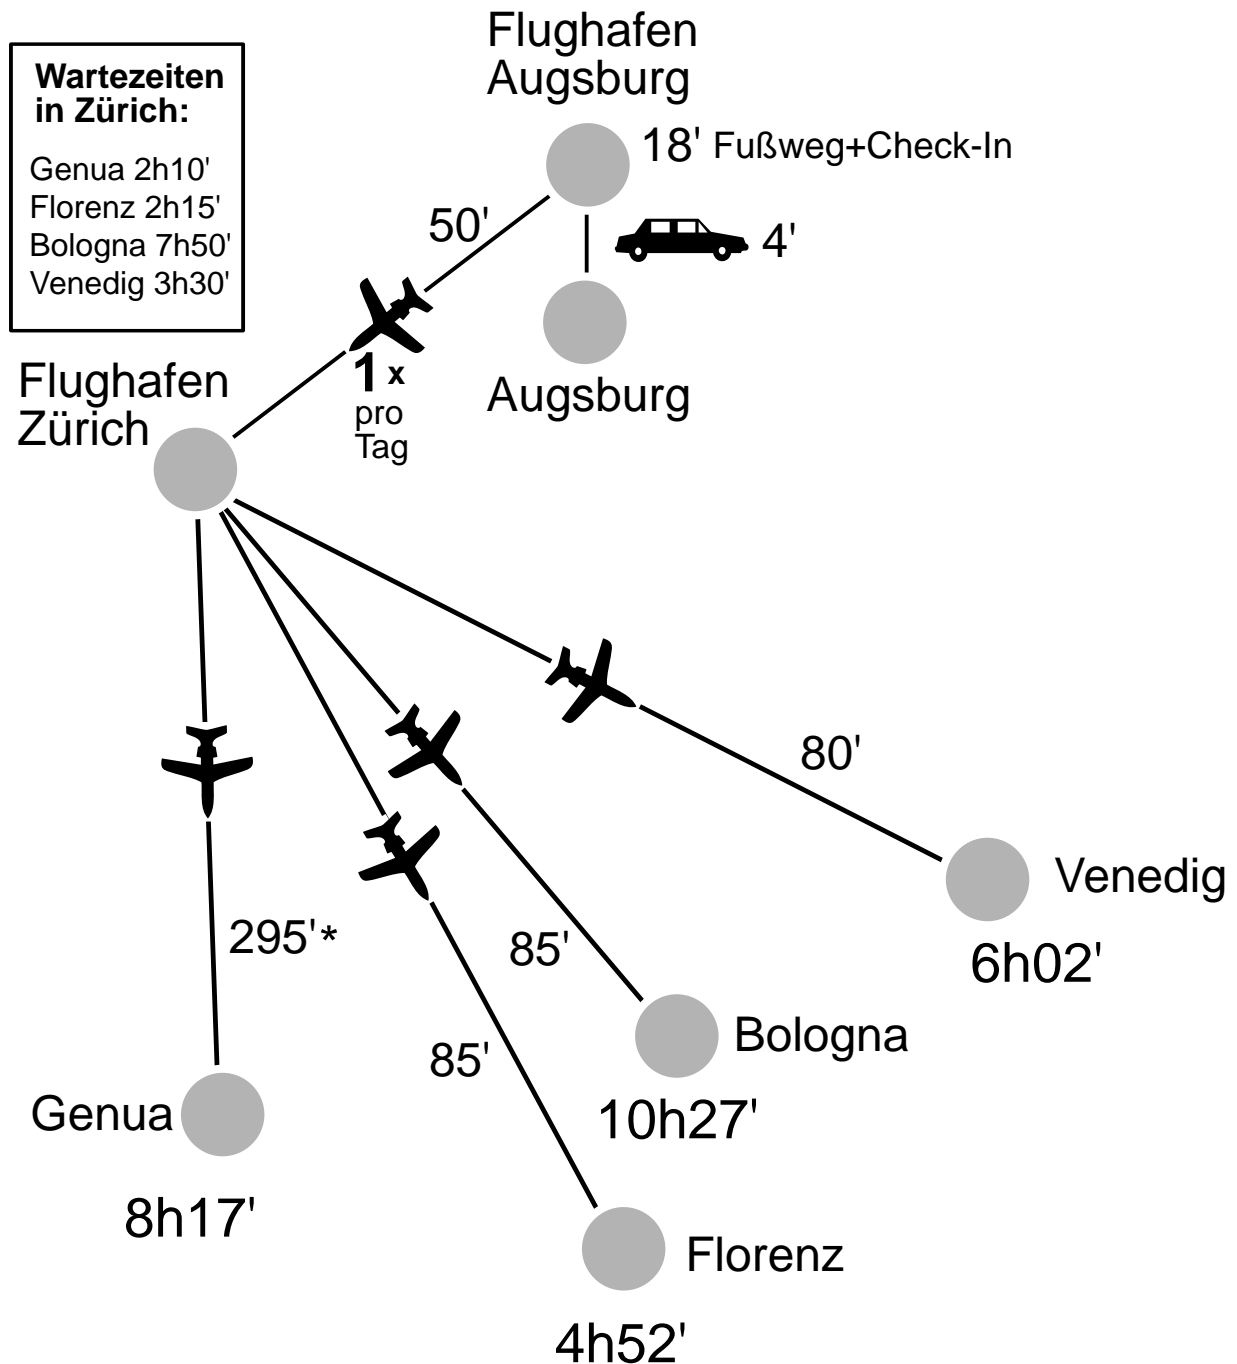 Flughafen
Augsburg
Wartezeiten
in Zürich:
Genua 2h10'
Florenz 2h15'
Bologna 7h50'
Venedig 3h30'
18' Fußweg+Check-In
50'
4'
Augsburg
1 x
pro
Tag
Flughafen
Zürich
80'
Venedig
6h02'
295'*
85'
Bologna
10h27'
85'
Genua
8h17'
Florenz
4h52'